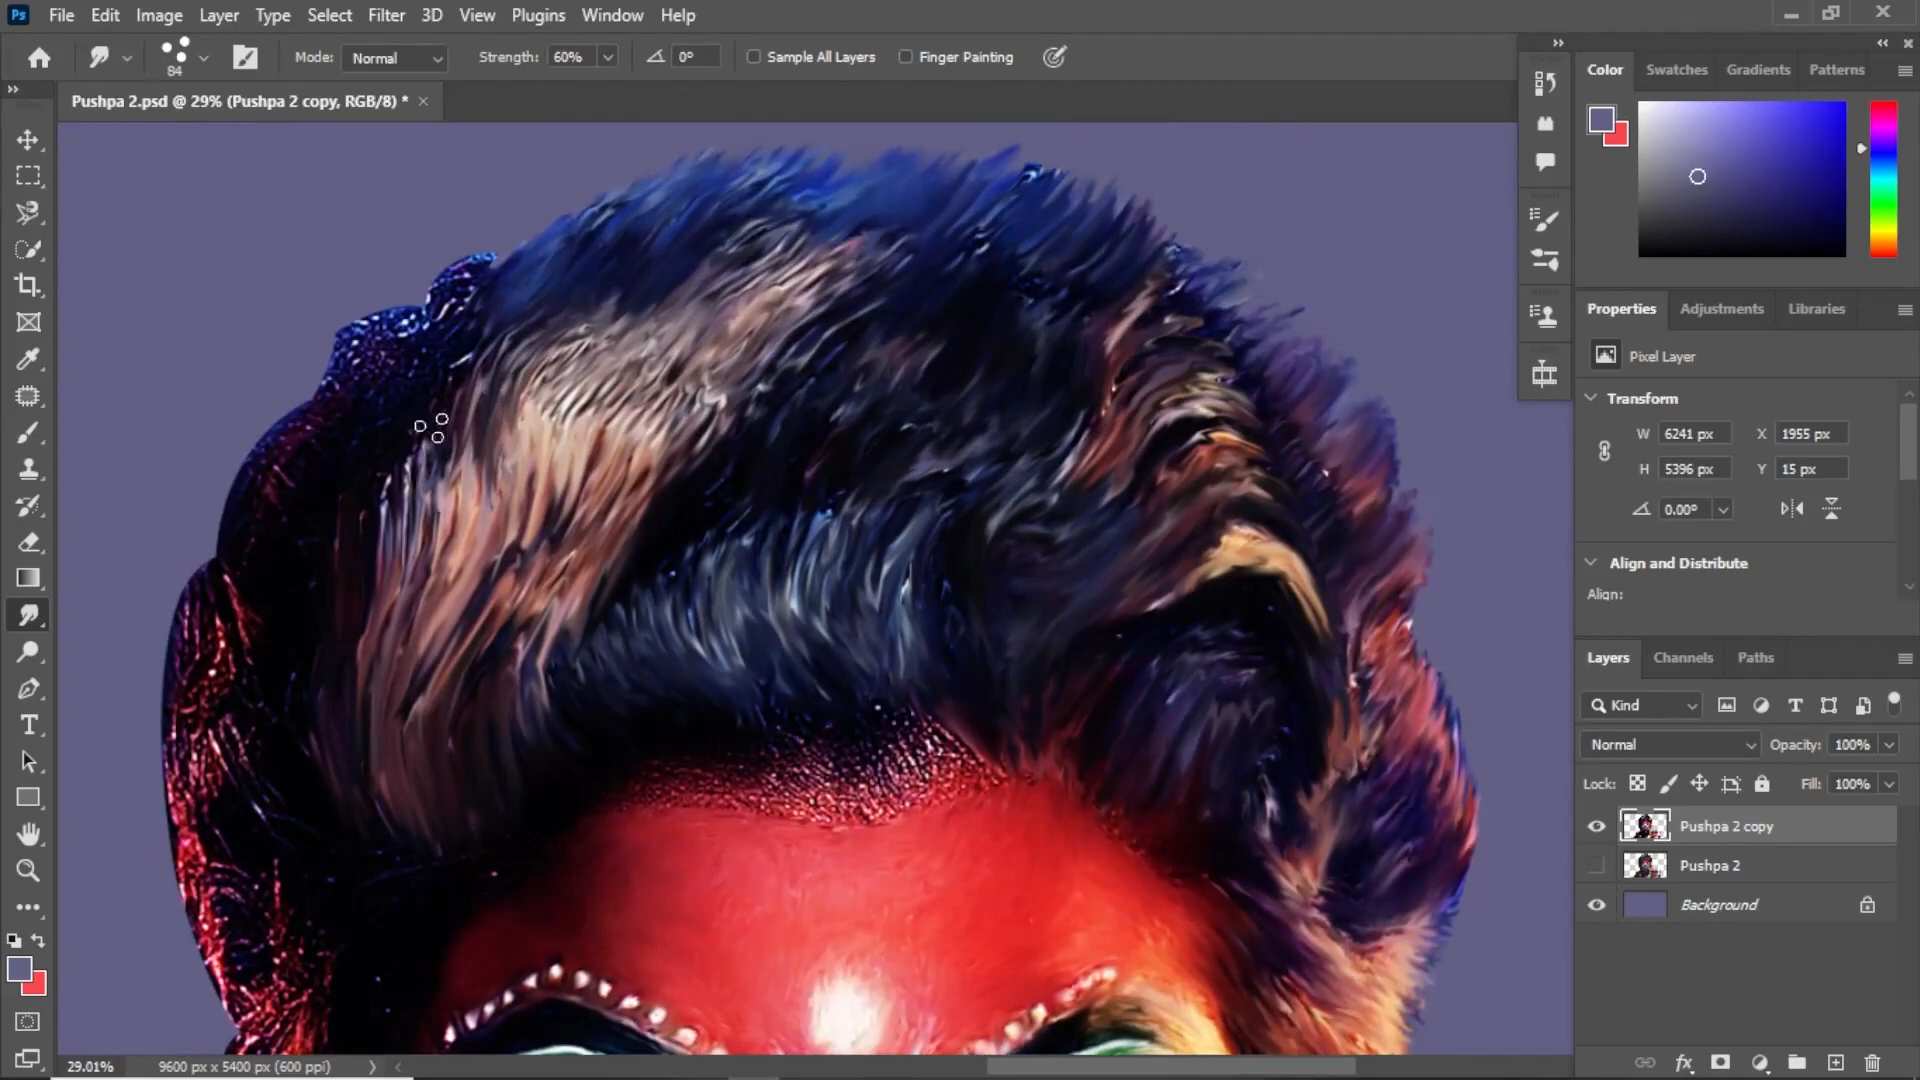 Ps File Edit Image Layer Type Select Filter 3D View Plugins Window Help
84 Mode: Normal Strength: 60% 0° Sample All Layers Finger Painting
Pushpa 2.psd @ 29% (Pushpa 2 copy, RGB/8) * ×
Color Swatches Gradients Patterns
Properties Adjustments Libraries
Pixel Layer
Transform
W 6241 px X 1955 px
H 5396 px Y 15 px
0.00°
Align and Distribute
Align:
Layers Channels Paths
Kind
Normal Opacity: 100%
Lock: Fill: 100%
Pushpa 2 copy
Pushpa 2
Background
29.01% 9600 px x 5400 px (600 ppi)